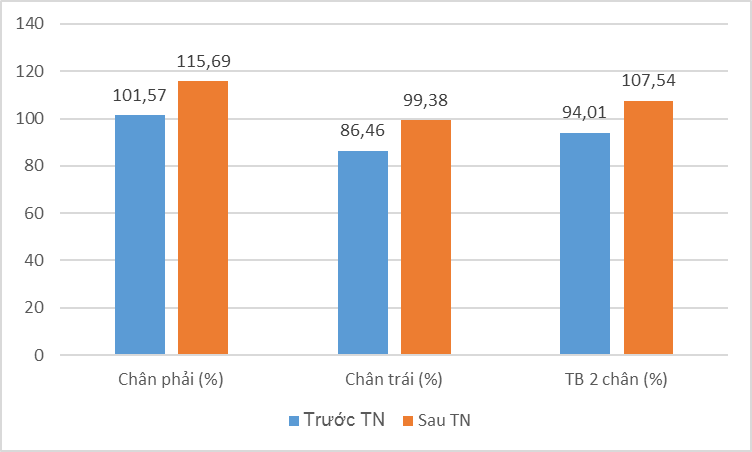 140
120
100
80
60
40
20
0
101,57
115,69
86,46
99,38
94,01
107,54
Chân phải (%)
Chân trái (%)
TB 2 chân (%)
Trước TN
Sau TN